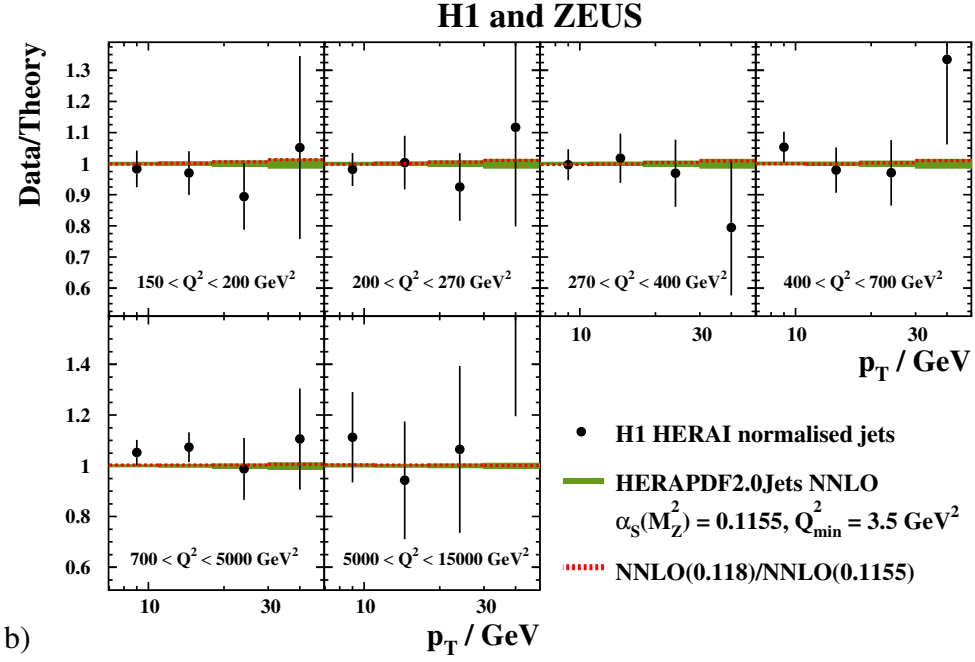 H1 and ZEUS
Data/Theory
1.3
1.2
1.1
1
0.9
0.8
0.7
0.6
150 < Q² < 200 GeV²
200 < Q² < 270 GeV²
270 < Q² < 400 GeV²
400 < Q² < 700 GeV²
10 30
10 30
p_T / GeV
p_T / GeV
1.4
1.2
1
0.8
0.6
700 < Q² < 5000 GeV²
5000 < Q² < 15000 GeV²
10 30
10 30
p_T / GeV
H1 HERAI normalised jets
HERAPDF2.0Jets NNLO
α_S(M_Z²) = 0.1155, Q²_min = 3.5 GeV²
NNLO(0.118)/NNLO(0.1155)
b)